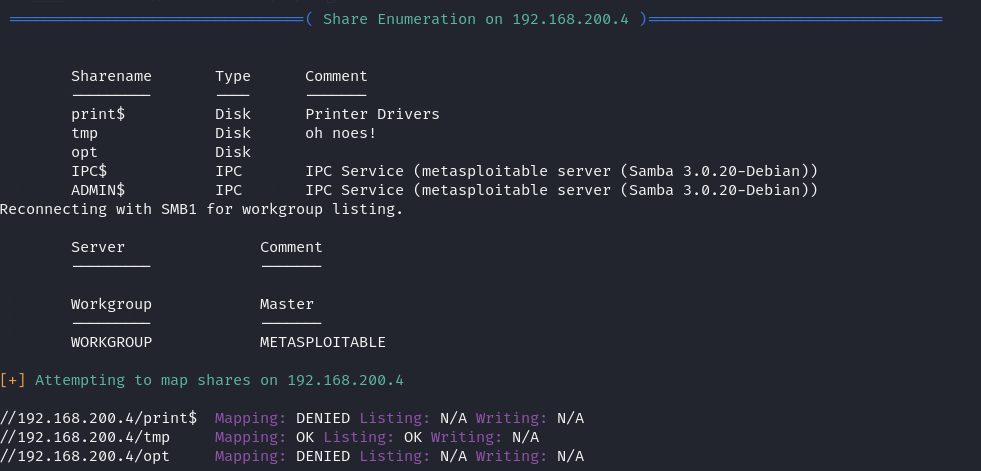 ( Share Enumeration on 192.168.200.4 )
Sharename Type Comment
--------- ---- -------
print$ Disk Printer Drivers
tmp Disk oh noes!
opt Disk
IPC$ IPC IPC Service (metasploitable server (Samba 3.0.20-Debian))
ADMIN$ IPC IPC Service (metasploitable server (Samba 3.0.20-Debian))
Reconnecting with SMB1 for workgroup listing.
Server Comment
--------- -------
Workgroup Master
--------- -------
WORKGROUP METASPLOITABLE
[+] Attempting to map shares on 192.168.200.4
//192.168.200.4/print$ Mapping: DENIED Listing: N/A Writing: N/A
//192.168.200.4/tmp Mapping: OK Listing: OK Writing: N/A
//192.168.200.4/opt Mapping: DENIED Listing: N/A Writing: N/A